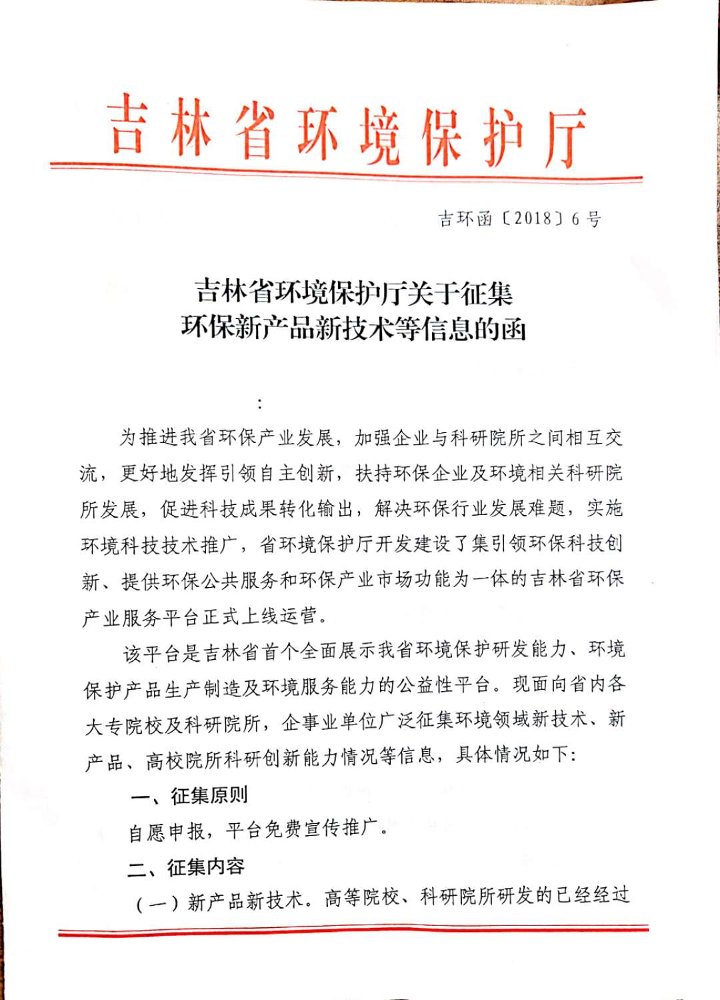 吉林省环境保护厅
吉环函〔2018〕6号
吉林省环境保护厅关于征集
环保新产品新技术等信息的函
：
为推进我省环保产业发展，加强企业与科研院所之间相互交
流，更好地发挥引领自主创新，扶持环保企业及环境相关科研院
所发展，促进科技成果转化输出，解决环保行业发展难题，实施
环境科技技术推广，省环境保护厅开发建设了集引领环保科技创
新、提供环保公共服务和环保产业市场功能为一体的吉林省环保
产业服务平台正式上线运营。
该平台是吉林省首个全面展示我省环境保护研发能力、环境
保护产品生产制造及环境服务能力的公益性平台。现面向省内各
大专院校及科研院所，企事业单位广泛征集环境领域新技术、新
产品、高校院所科研创新能力情况等信息，具体情况如下：
一、征集原则
自愿申报，平台免费宣传推广。
二、征集内容
（一）新产品新技术。高等院校、科研院所研发的已经经过